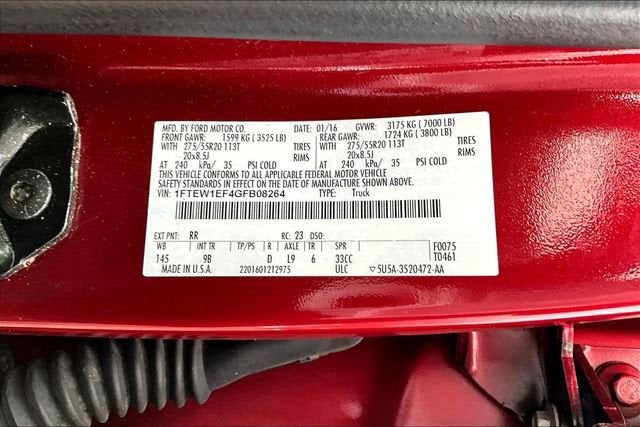 MFD. BY FORD MOTOR CO. DATE: 01/16 GVWR: 3175 KG ( 7000 LB)
FRONT GAWR: 1599 KG ( 3525 LB) REAR GAWR: 1724 KG ( 3800 LB)
WITH 275/55R20 113T WITH 275/55R20 113T
20x8.5J 20x8.5J
AT 240 kPa/ 35 PSI COLD AT 240 kPa/ 35 PSI COLD
THIS VEHICLE CONFORMS TO ALL APPLICABLE FEDERAL MOTOR VEHICLE
SAFETY STANDARDS IN EFFECT ON THE DATE OF MANUFACTURE SHOWN ABOVE.
VIN: 1FTEW1EF4GFB08264 TYPE: Truck
EXT PNT: RR RC: 23 DSO: F0075
WB INT TR TP/PS R AXLE TR SPR T0461
145 9B D L9 6 33CC
MADE IN U.S.A. 2201601212975 ULC 5U5A-3520472-AA